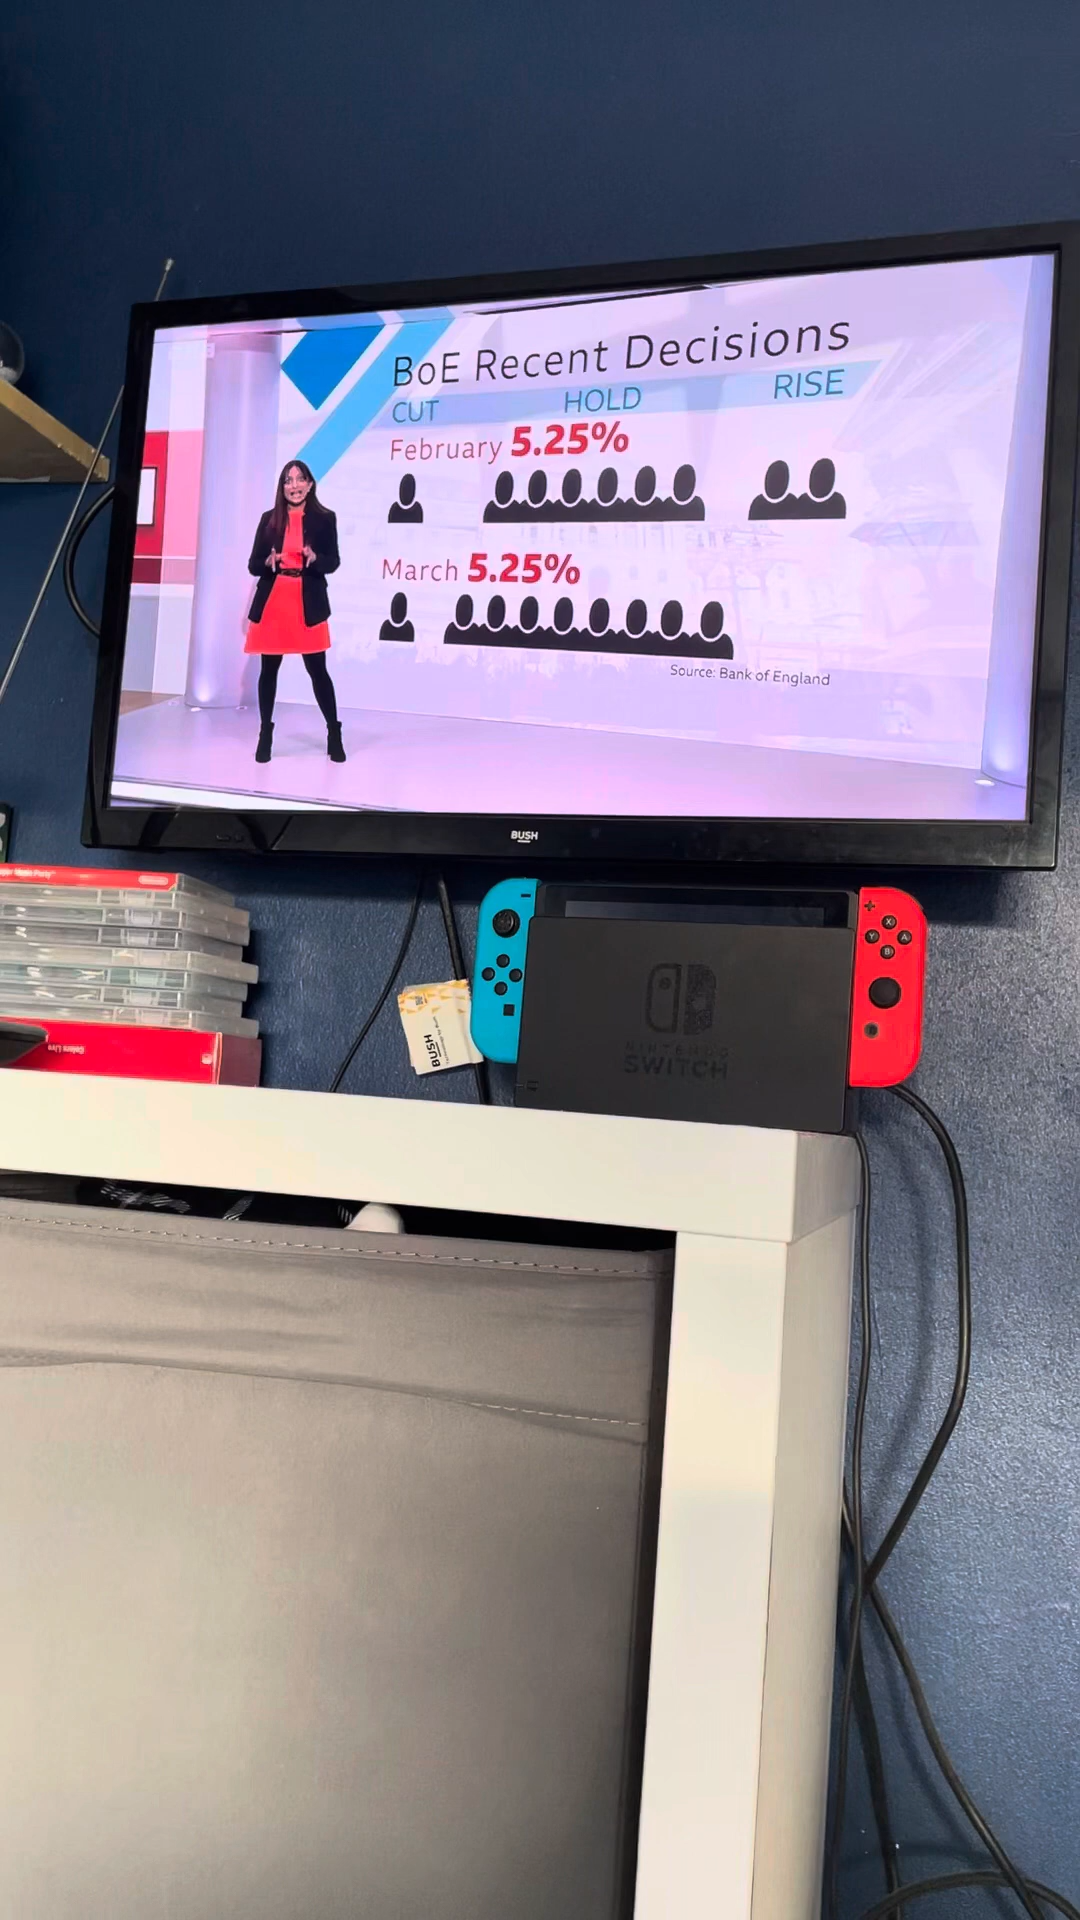 BoE Recent Decisions
CUT HOLD RISE
February 5.25%
March 5.25%
Source: Bank of England
BUSH
Nintendo
X
Y A
B
BUSH
NINTENDO
SWITCH